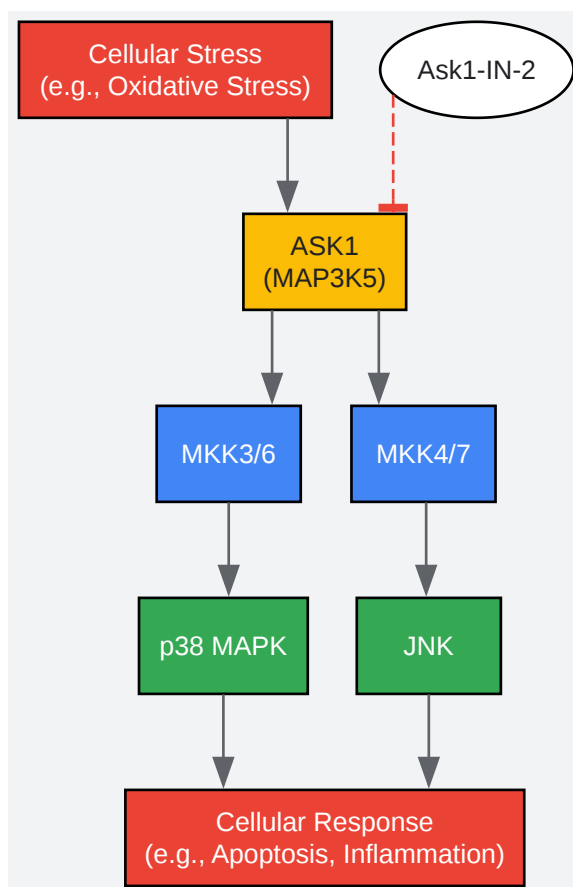 Cellular Stress
(e.g., Oxidative Stress)
Ask1-IN-2
ASK1
(MAP3K5)
MKK3/6
MKK4/7
p38 MAPK
JNK
Cellular Response
(e.g., Apoptosis, Inflammation)